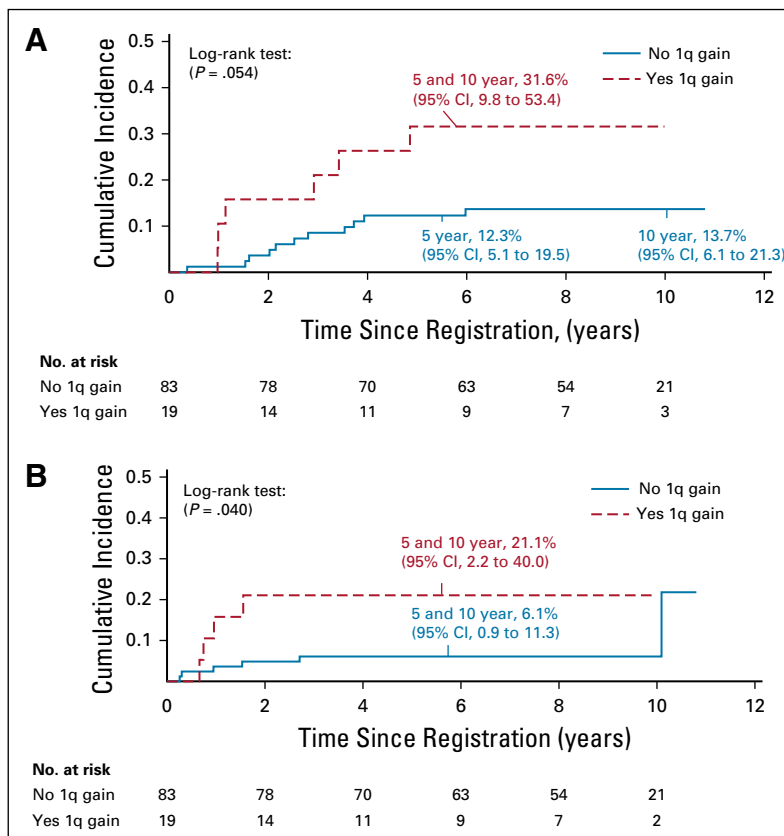 A
Cumulative Incidence
0.5
0.4
0.3
0.2
0.1
Log-rank test:
(P = .054)
No 1q gain
Yes 1q gain
5 and 10 year, 31.6%
(95% CI, 9.8 to 53.4)
5 year, 12.3%
(95% CI, 5.1 to 19.5)
10 year, 13.7%
(95% CI, 6.1 to 21.3)
0 2 4 6 8 10 12
Time Since Registration, (years)
No. at risk
No 1q gain 83 78 70 63 54 21
Yes 1q gain 19 14 11 9 7 3
B
Cumulative Incidence
0.5
0.4
0.3
0.2
0.1
Log-rank test:
(P = .040)
No 1q gain
Yes 1q gain
5 and 10 year, 21.1%
(95% CI, 2.2 to 40.0)
5 and 10 year, 6.1%
(95% CI, 0.9 to 11.3)
0 2 4 6 8 10 12
Time Since Registration (years)
No. at risk
No 1q gain 83 78 70 63 54 21
Yes 1q gain 19 14 11 9 7 2